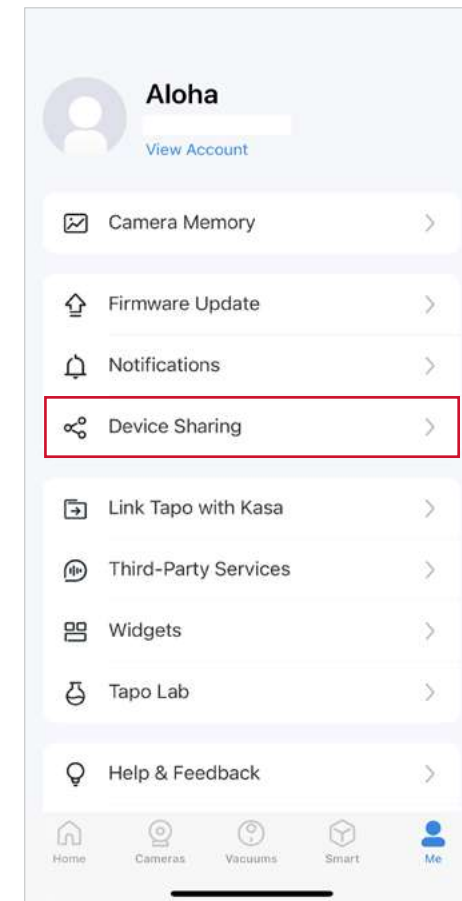 Aloha
View Account
Camera Memory
Firmware Update
Notifications
Device Sharing
Link Tapo with Kasa
Third-Party Services
Widgets
Tapo Lab
Help & Feedback
Home Cameras Vacuums Smart Me